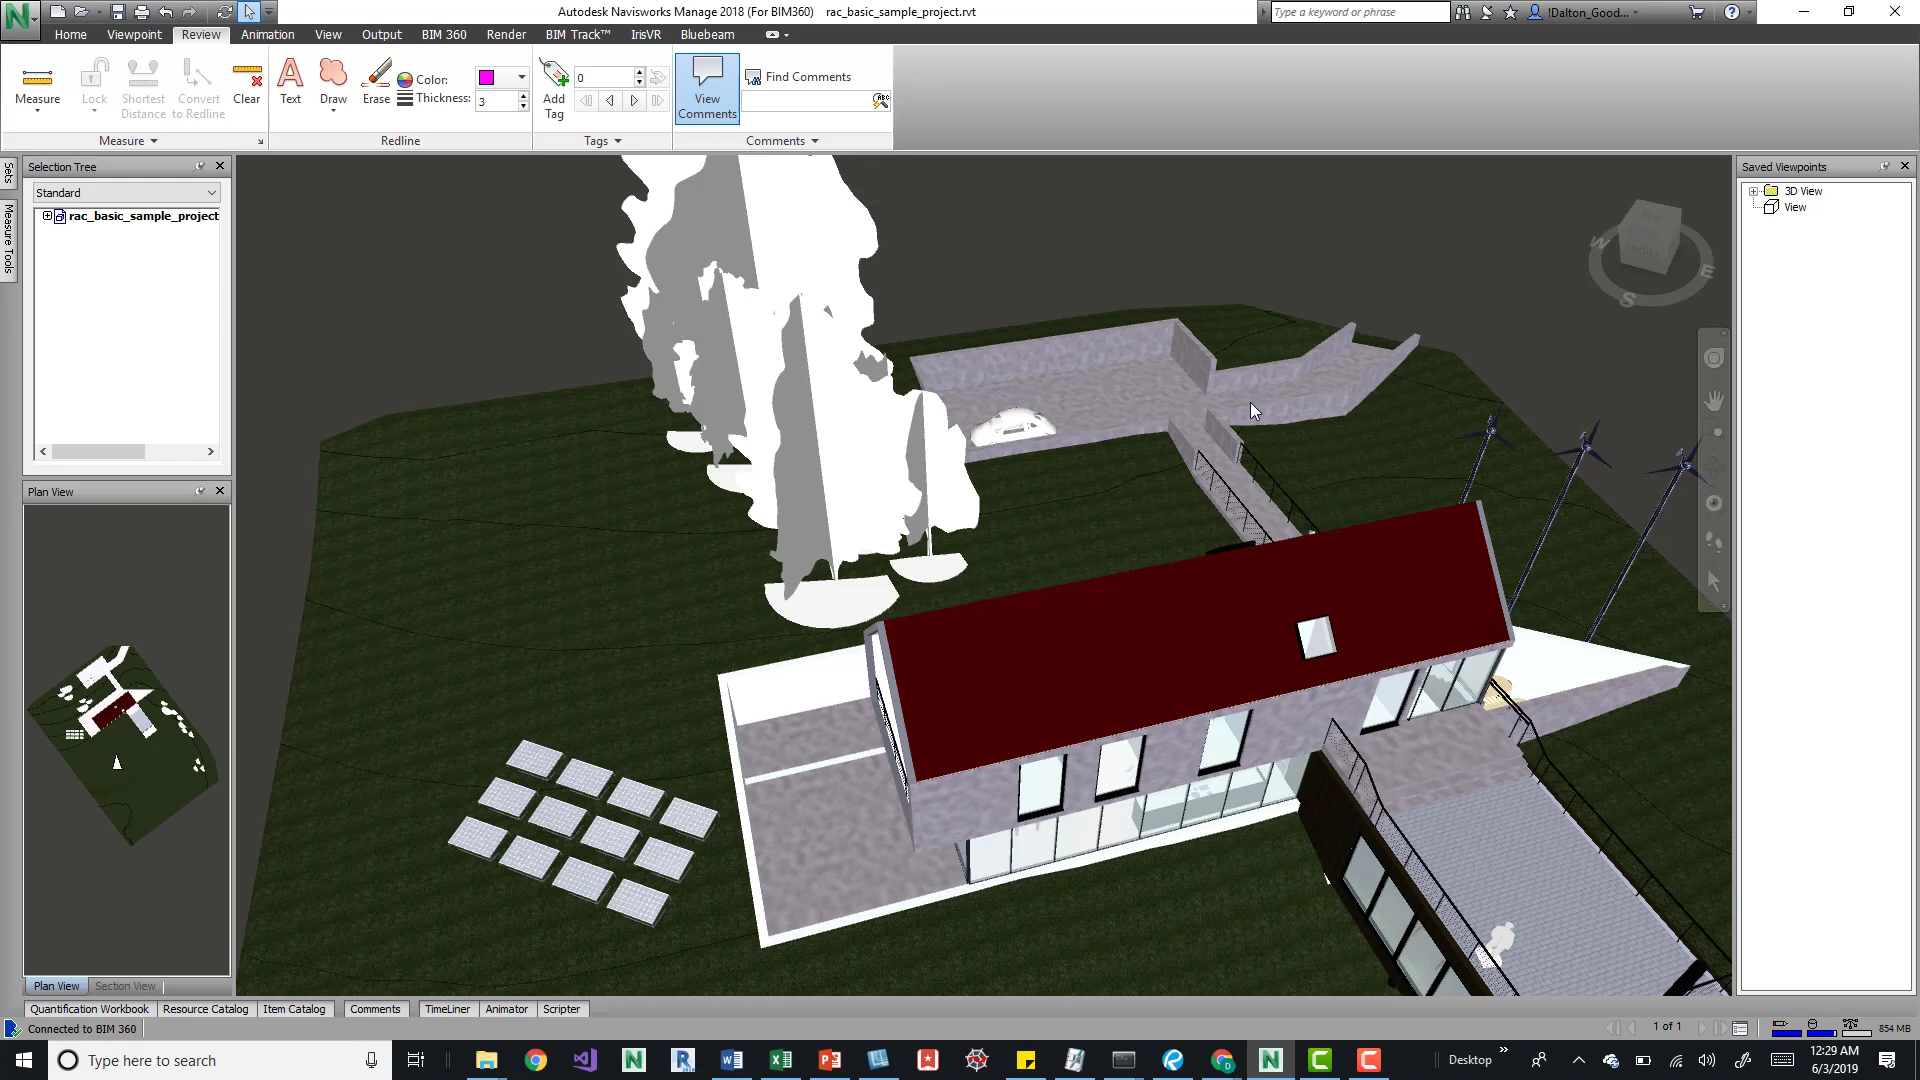 Autodesk Navisworks Manage 2018 (For BIM360) rac_basic_sample_project.rvt
Type a keyword or phrase
!Dalton_Good...
Home Viewpoint Review Animation View Output BIM 360 Render BIM Track™ IrisVR Bluebeam
Measure
Lock
Shortest
Distance
Convert
to Redline
Clear
Text
Draw
Erase
Color:
Thickness: 3
Add
Tag
0
View
Comments
Find Comments
Measure
Redline
Tags
Comments
Sets
Measure Tools
Selection Tree
Standard
rac_basic_sample_project
Plan View
Plan View Section View
Saved Viewpoints
3D View
View
TOP
FRONT
W
E
S
Quantification Workbook Resource Catalog Item Catalog Comments TimeLiner Animator Scripter
Connected to BIM 360
1 of 1
854 MB
Type here to search
Desktop
12:29 AM
6/3/2019